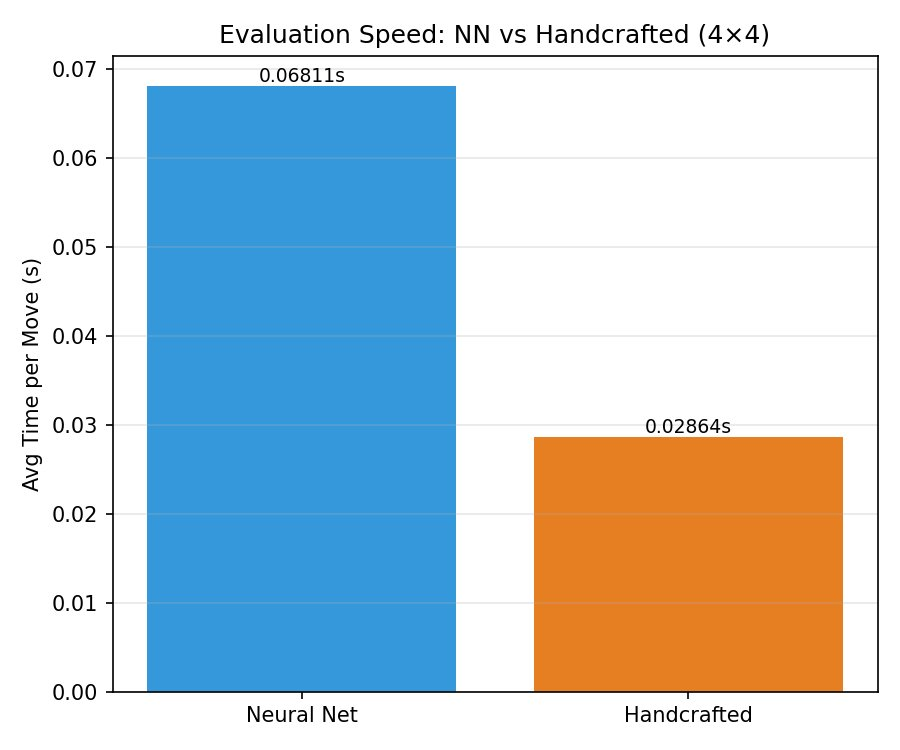 Evaluation Speed: NN vs Handcrafted (4×4)
Avg Time per Move (s)
0.07
0.06
0.05
0.04
0.03
0.02
0.01
0.00
0.06811s
0.02864s
Neural Net
Handcrafted